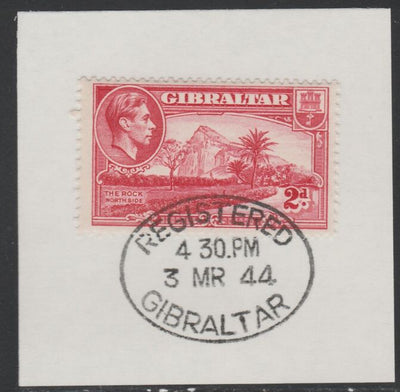 GIBRALTAR
THE ROCK
NORTH SIDE
2d.
REGISTERED
4 30.PM
3 MR 44
GIBRALTAR